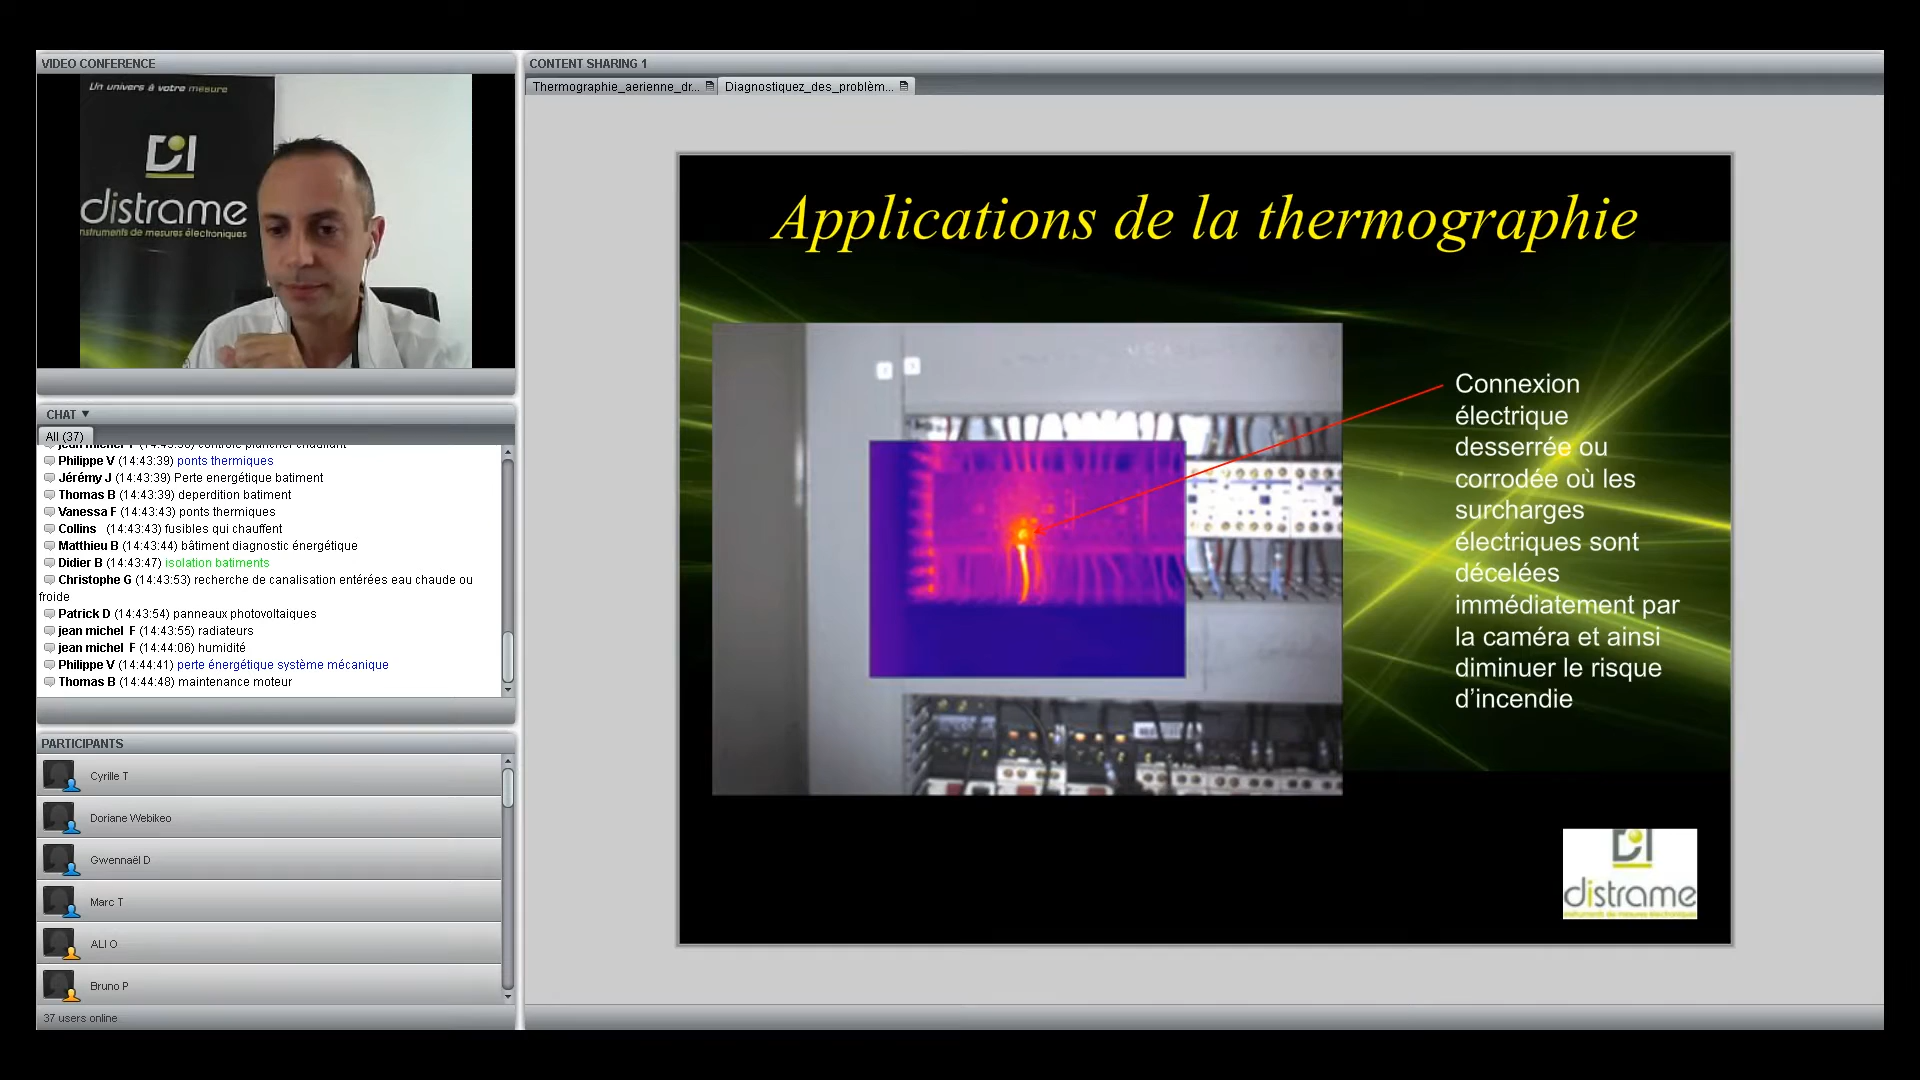 VIDEO CONFERENCE
Un univers à votre mesure
distrame
instruments de mesures électroniques
CHAT
All (37)
Philippe V (14:43:39) ponts thermiques
Jérémy J (14:43:39) Perte energétique batiment
Thomas B (14:43:39) deperdition batiment
Vanessa F (14:43:43) ponts thermiques
Collins (14:43:43) fusibles qui chauffent
Matthieu B (14:43:44) bâtiment diagnostic énergétique
Didier B (14:43:47) isolation batiments
Christophe G (14:43:53) recherche de canalisation entérées eau chaude ou
froide
Patrick D (14:43:54) panneaux photovoltaiques
jean michel F (14:43:55) radiateurs
jean michel F (14:44:06) humidité
Philippe V (14:44:41) perte énergétique système mécanique
Thomas B (14:44:48) maintenance moteur
PARTICIPANTS
Cyrille T
Doriane Webikeo
Gwennaël D
Marc T
ALI O
Bruno P
37 users online
CONTENT SHARING 1
Thermographie_aerienne_dr...
Diagnostiquez_des_problèm...
Applications de la thermographie
Connexion
électrique
desserrée ou
corrodée où les
surcharges
électriques sont
décelées
immédiatement par
la caméra et ainsi
diminuer le risque
d'incendie
distrame
instruments de mesures électroniques